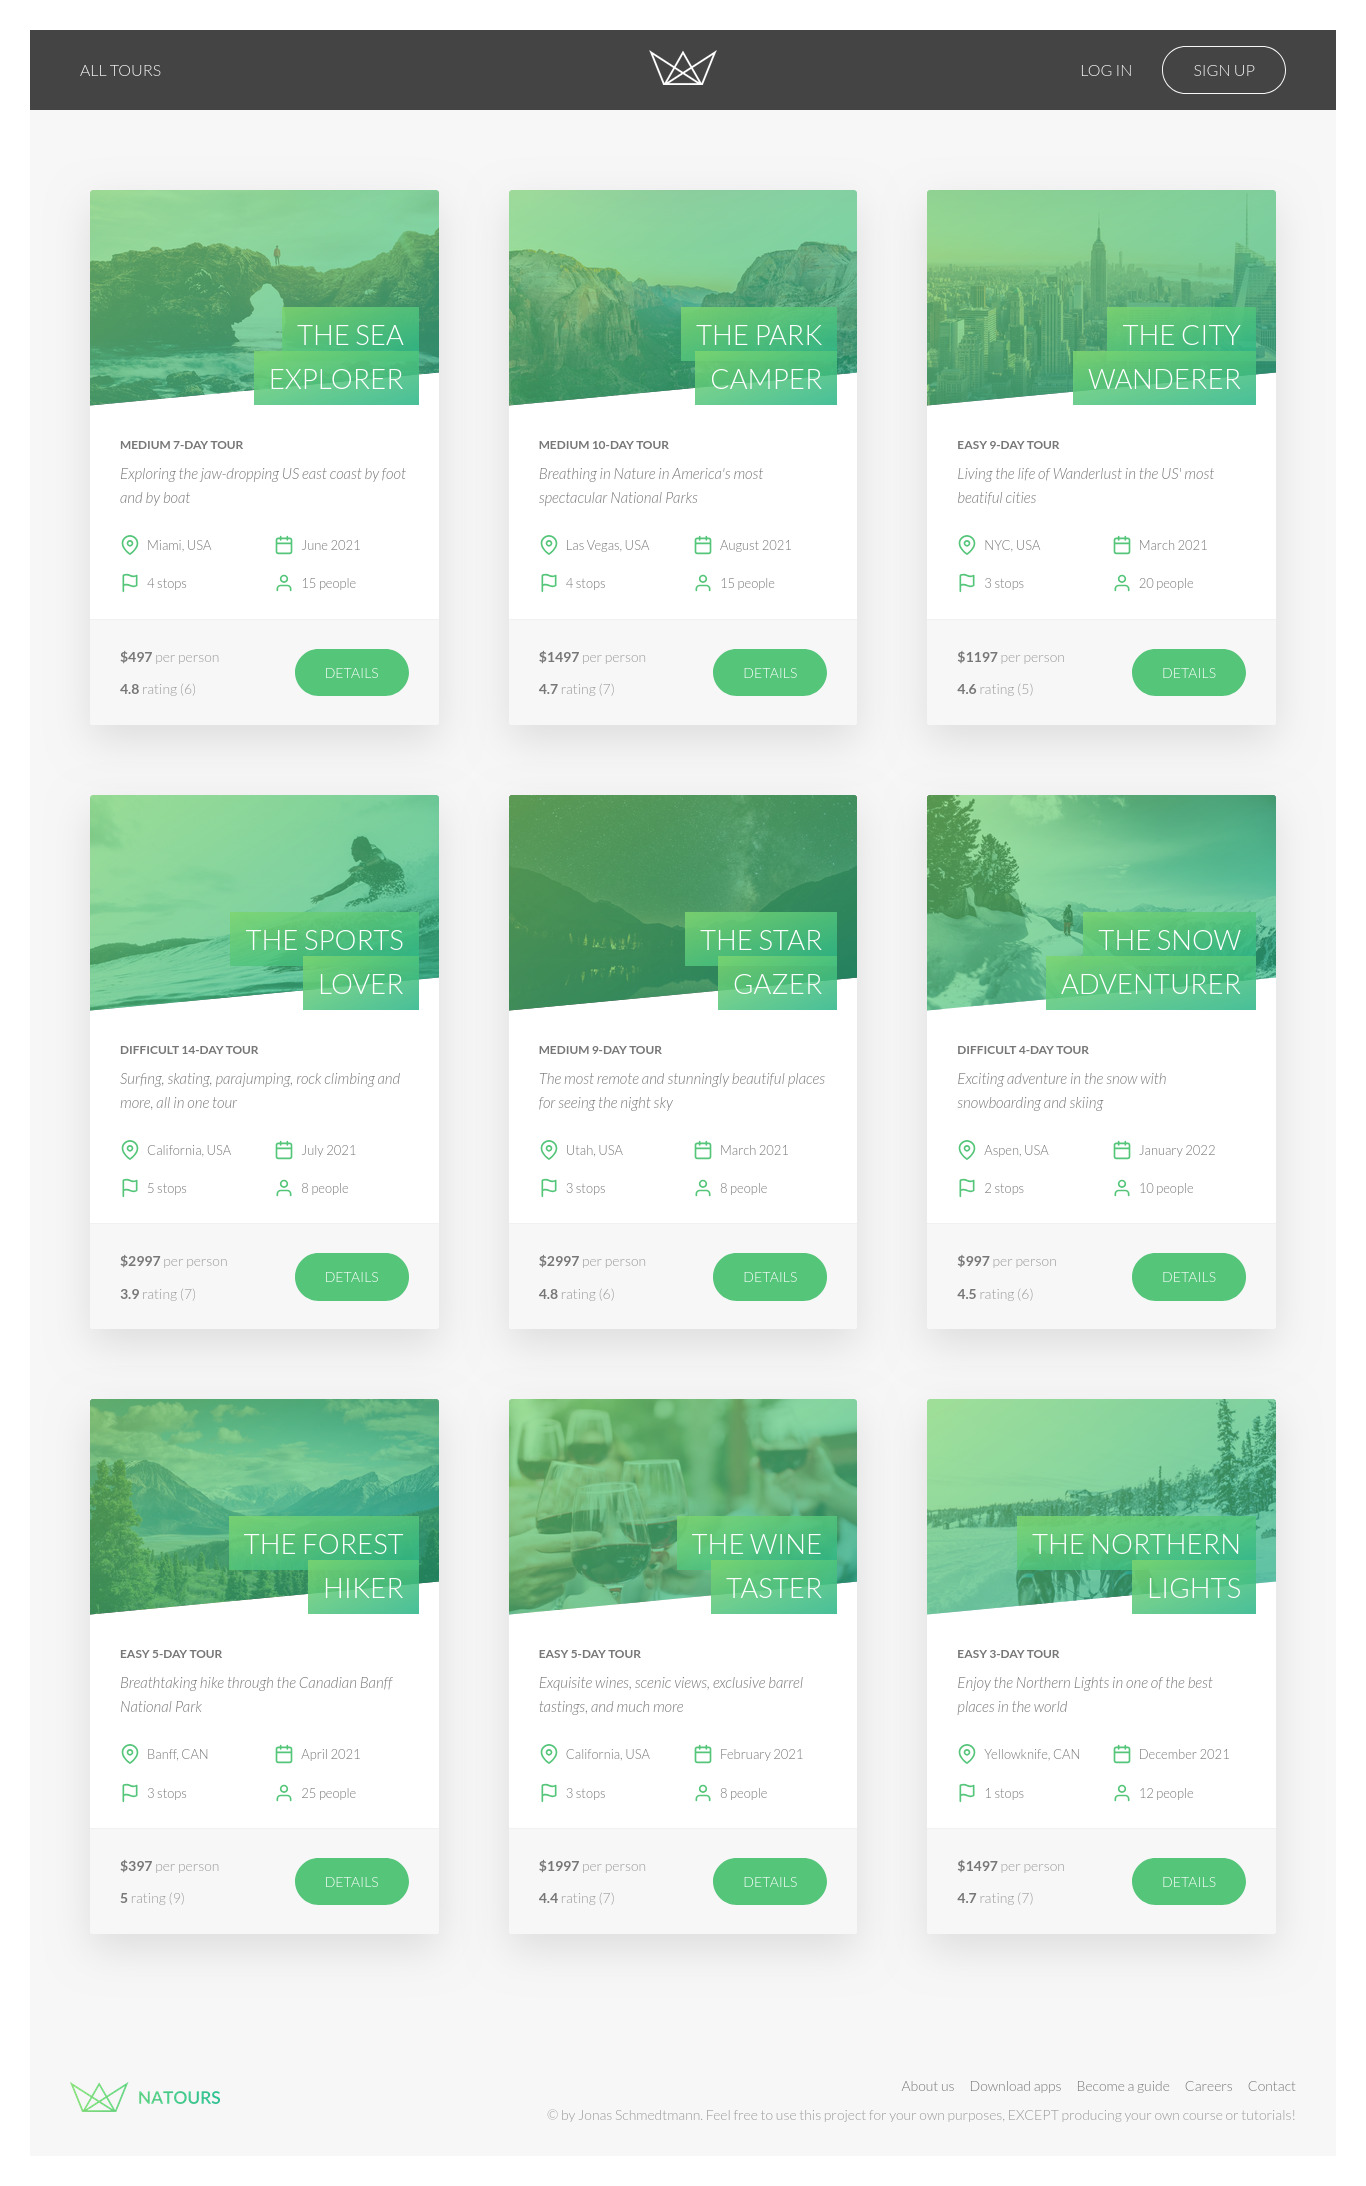 ALL TOURS
LOG IN
SIGN UP
THE SEA
EXPLORER
MEDIUM 7-DAY TOUR
Exploring the jaw-dropping US east coast by foot
and by boat
Miami, USA
June 2021
4 stops
15 people
$497 per person
4.8 rating (6)
DETAILS
THE PARK
CAMPER
MEDIUM 10-DAY TOUR
Breathing in Nature in America's most
spectacular National Parks
Las Vegas, USA
August 2021
4 stops
15 people
$1497 per person
4.7 rating (7)
DETAILS
THE CITY
WANDERER
EASY 9-DAY TOUR
Living the life of Wanderlust in the US' most
beatiful cities
NYC, USA
March 2021
3 stops
20 people
$1197 per person
4.6 rating (5)
DETAILS
THE SPORTS
LOVER
DIFFICULT 14-DAY TOUR
Surfing, skating, parajumping, rock climbing and
more, all in one tour
California, USA
July 2021
5 stops
8 people
$2997 per person
3.9 rating (7)
DETAILS
THE STAR
GAZER
MEDIUM 9-DAY TOUR
The most remote and stunningly beautiful places
for seeing the night sky
Utah, USA
March 2021
3 stops
8 people
$2997 per person
4.8 rating (6)
DETAILS
THE SNOW
ADVENTURER
DIFFICULT 4-DAY TOUR
Exciting adventure in the snow with
snowboarding and skiing
Aspen, USA
January 2022
2 stops
10 people
$997 per person
4.5 rating (6)
DETAILS
THE FOREST
HIKER
EASY 5-DAY TOUR
Breathtaking hike through the Canadian Banff
National Park
Banff, CAN
April 2021
3 stops
25 people
$397 per person
5 rating (9)
DETAILS
THE WINE
TASTER
EASY 5-DAY TOUR
Exquisite wines, scenic views, exclusive barrel
tastings, and much more
California, USA
February 2021
3 stops
8 people
$1997 per person
4.4 rating (7)
DETAILS
THE NORTHERN
LIGHTS
EASY 3-DAY TOUR
Enjoy the Northern Lights in one of the best
places in the world
Yellowknife, CAN
December 2021
1 stops
12 people
$1497 per person
4.7 rating (7)
DETAILS
NATOURS
About us
Download apps
Become a guide
Careers
Contact
© by Jonas Schmedtmann. Feel free to use this project for your own purposes, EXCEPT producing your own course or tutorials!